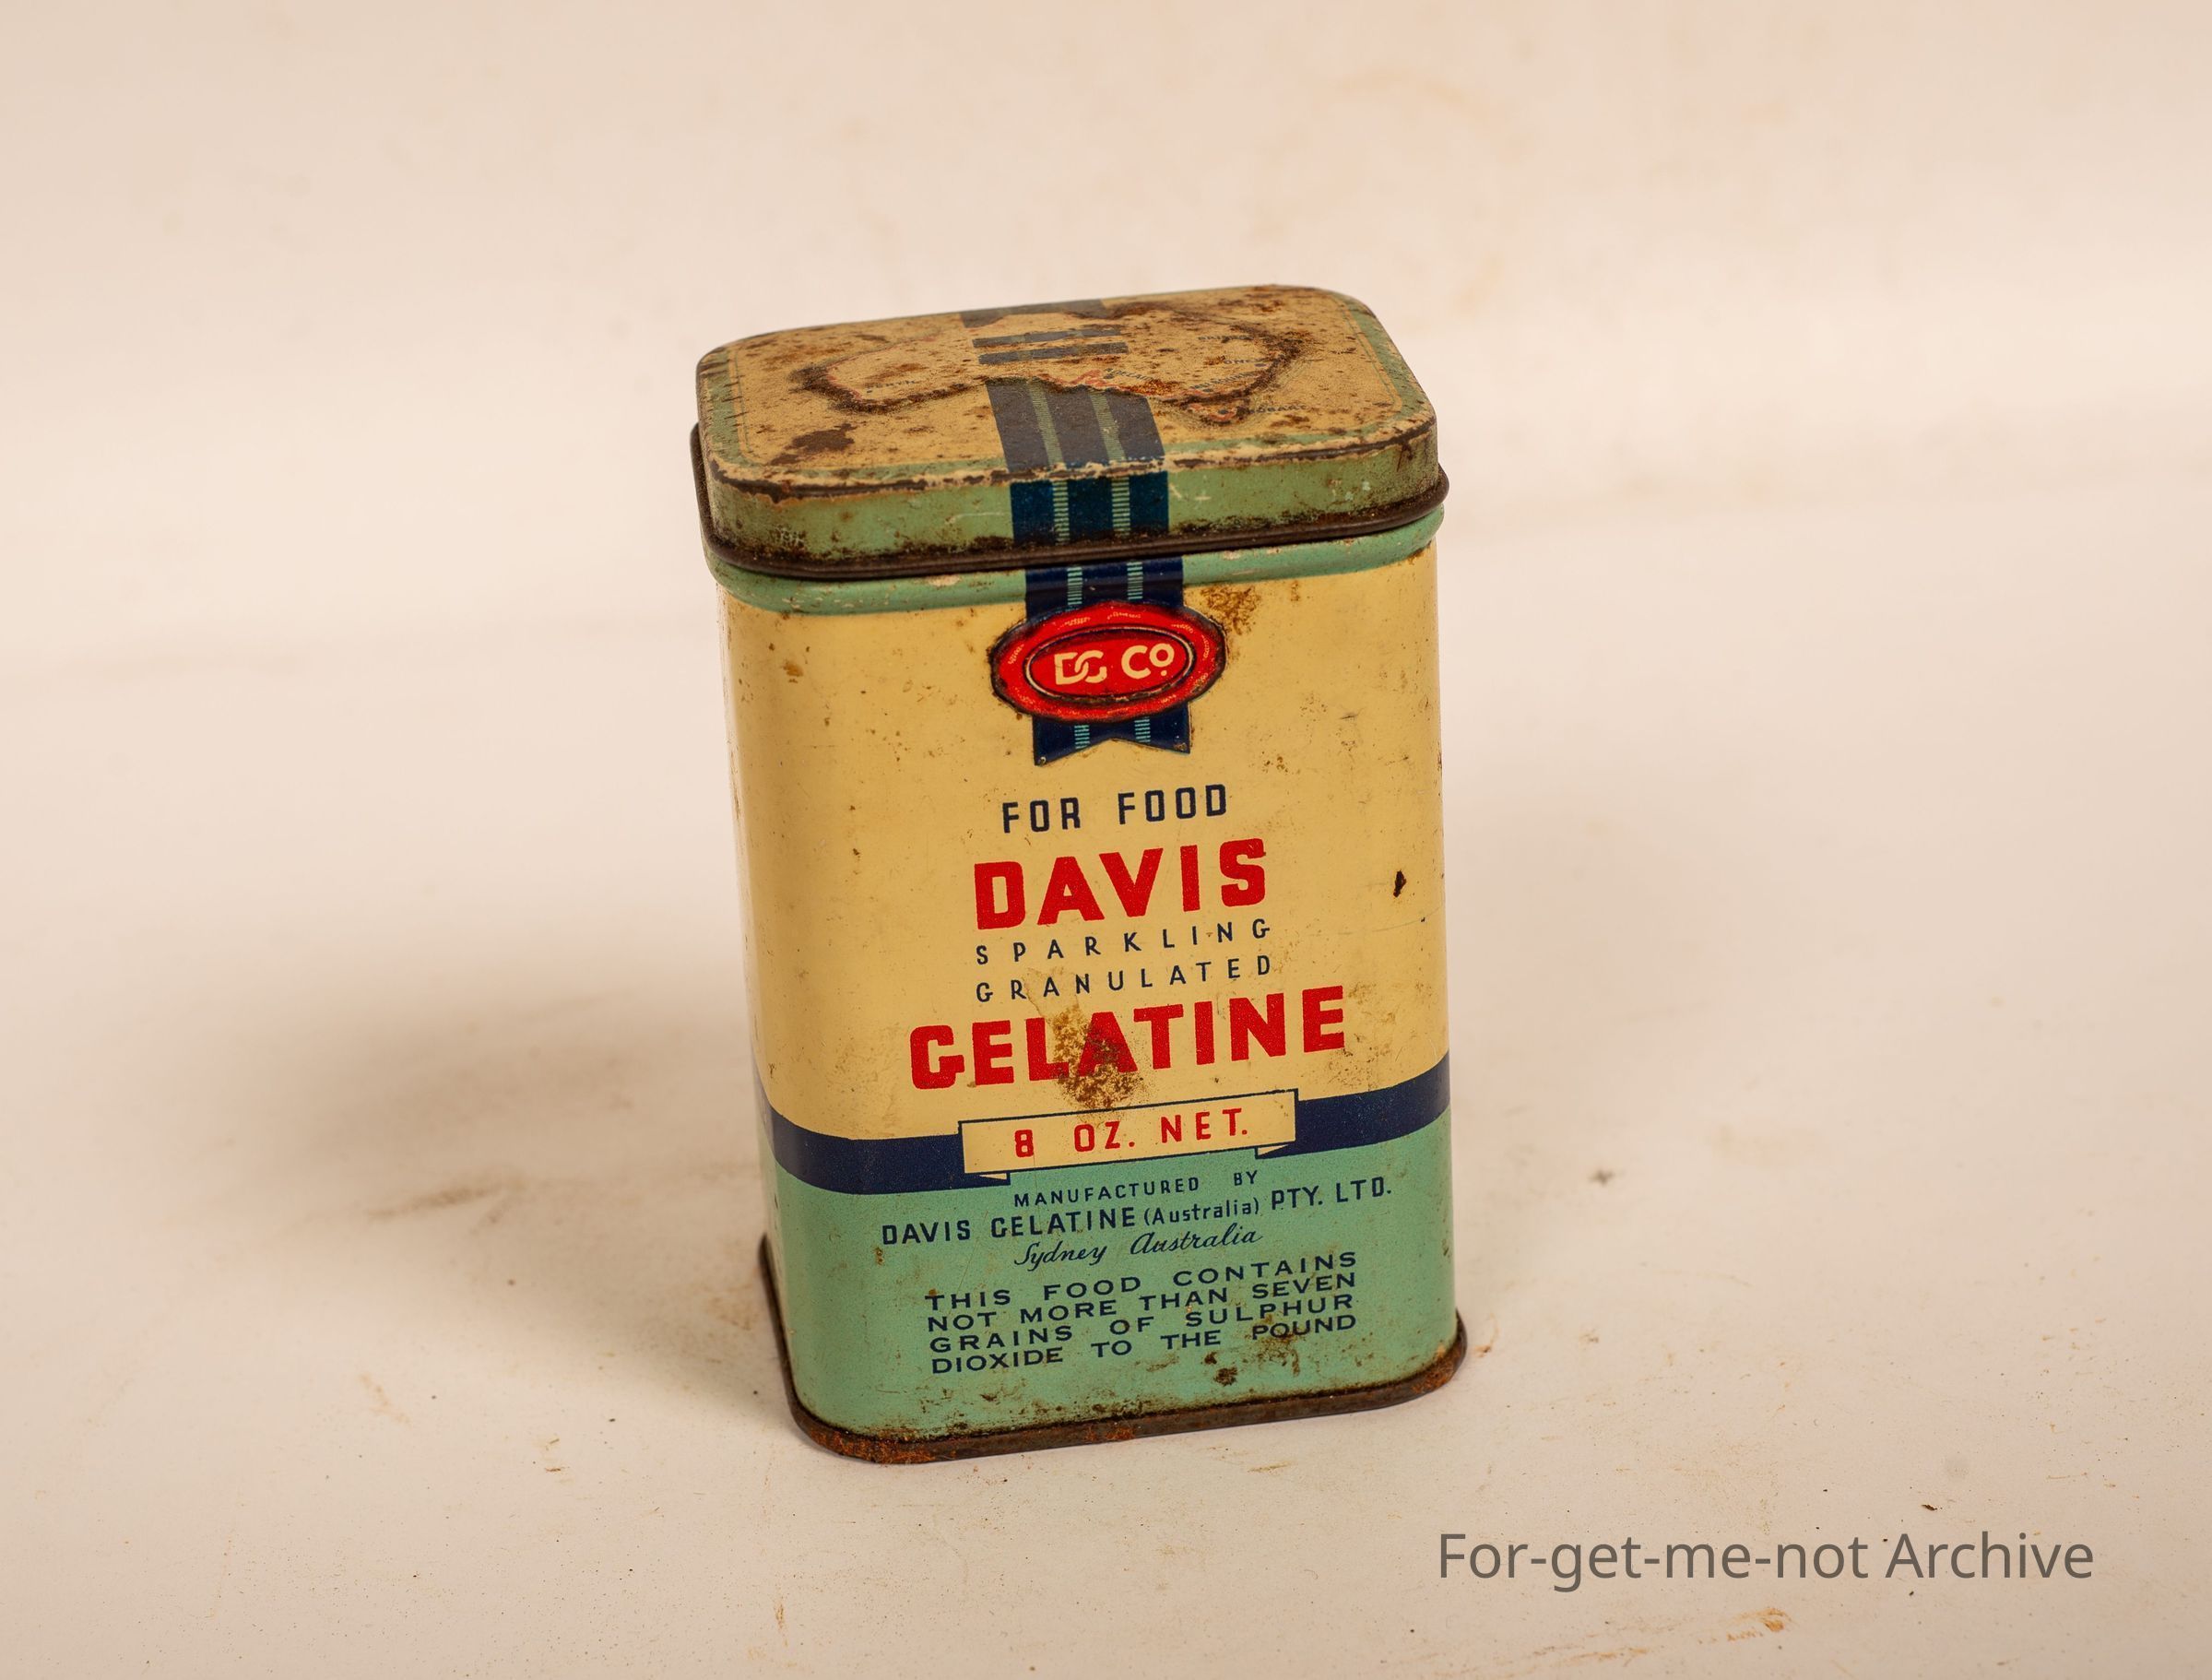 DG Co.
FOR FOOD
DAVIS
SPARKLING
GRANULATED
GELATINE
8 OZ. NET.
MANUFACTURED BY
DAVIS GELATINE (Australia) PTY. LTD.
Sydney Australia
THIS FOOD CONTAINS
NOT MORE THAN SEVEN
GRAINS OF SULPHUR
DIOXIDE TO THE POUND
For-get-me-not Archive